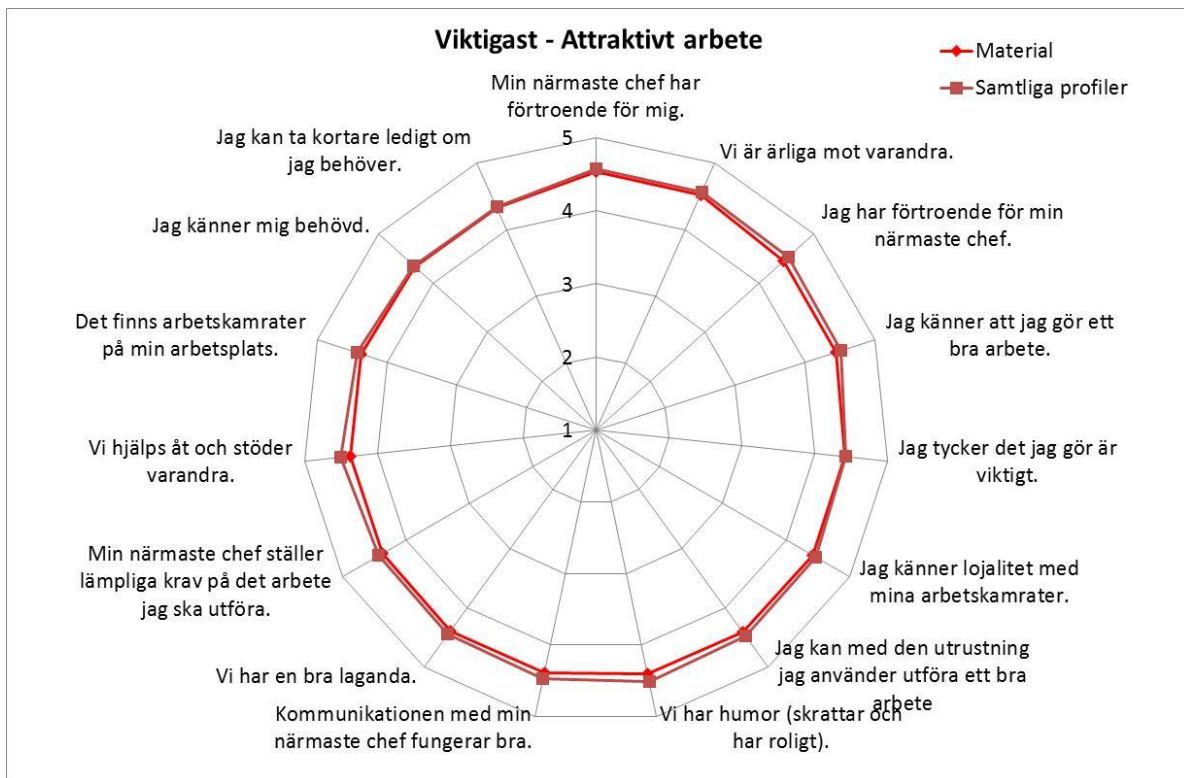 Viktigast - Attraktivt arbete
Material
Samtliga profiler
Min närmaste chef har
förtroende för mig.
Vi är ärliga mot varandra.
Jag har förtroende för min
närmaste chef.
Jag känner att jag gör ett
bra arbete.
Jag tycker det jag gör är
viktigt.
Jag känner lojalitet med
mina arbetskamrater.
Jag kan med den utrustning
jag använder utföra ett bra
arbete
Vi har humor (skrattar och
har roligt).
Kommunikationen med min
närmaste chef fungerar bra.
Vi har en bra laganda.
Min närmaste chef ställer
lämpliga krav på det arbete
jag ska utföra.
Vi hjälps åt och stöder
varandra.
Det finns arbetskamrater
på min arbetsplats.
Jag känner mig behövd.
Jag kan ta kortare ledigt om
jag behöver.
5
4
3
2
1